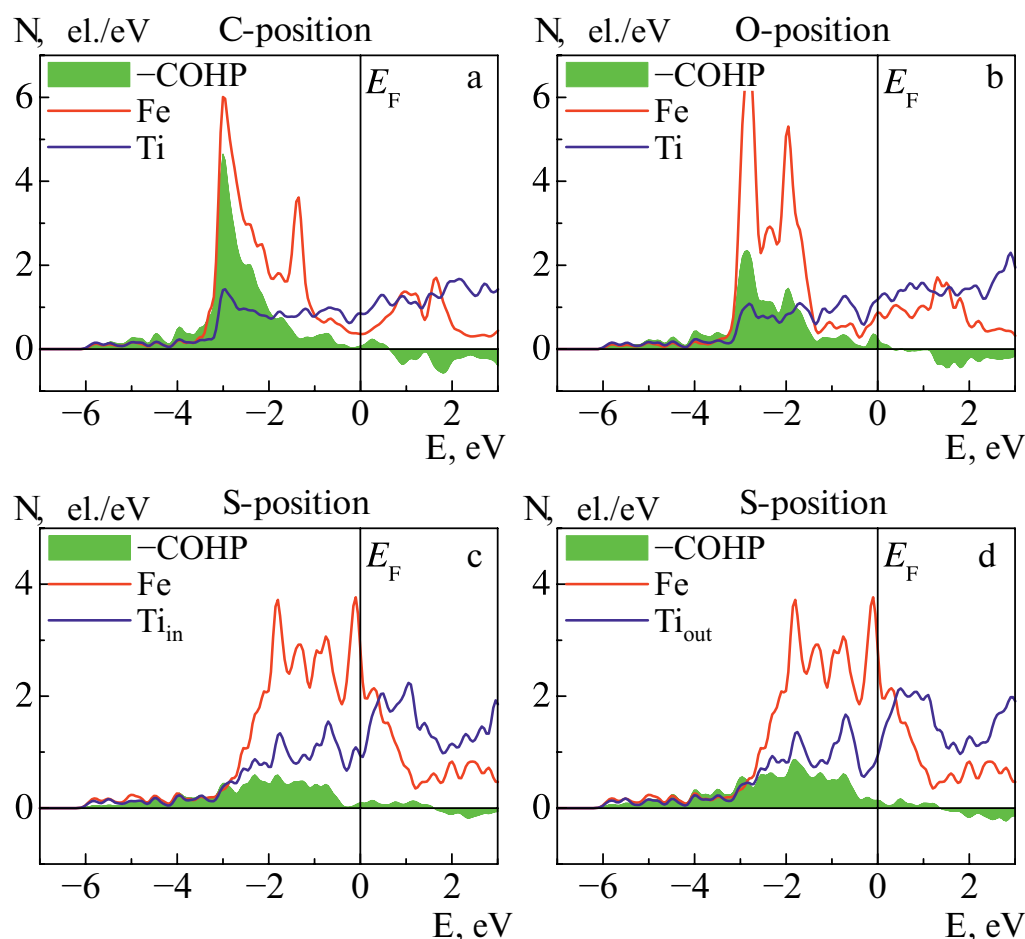 N, el./eV C-position
−COHP a
Fe
Ti
E_F
6
4
2
0
−6 −4 −2 0 2
E, eV
N, el./eV O-position
−COHP b
Fe
Ti
E_F
6
4
2
0
−6 −4 −2 0 2
E, eV
N, el./eV S-position
−COHP c
Fe
Ti_in
E_F
4
2
0
−6 −4 −2 0 2
E, eV
N, el./eV S-position
−COHP d
Fe
Ti_out
E_F
4
2
0
−6 −4 −2 0 2
E, eV